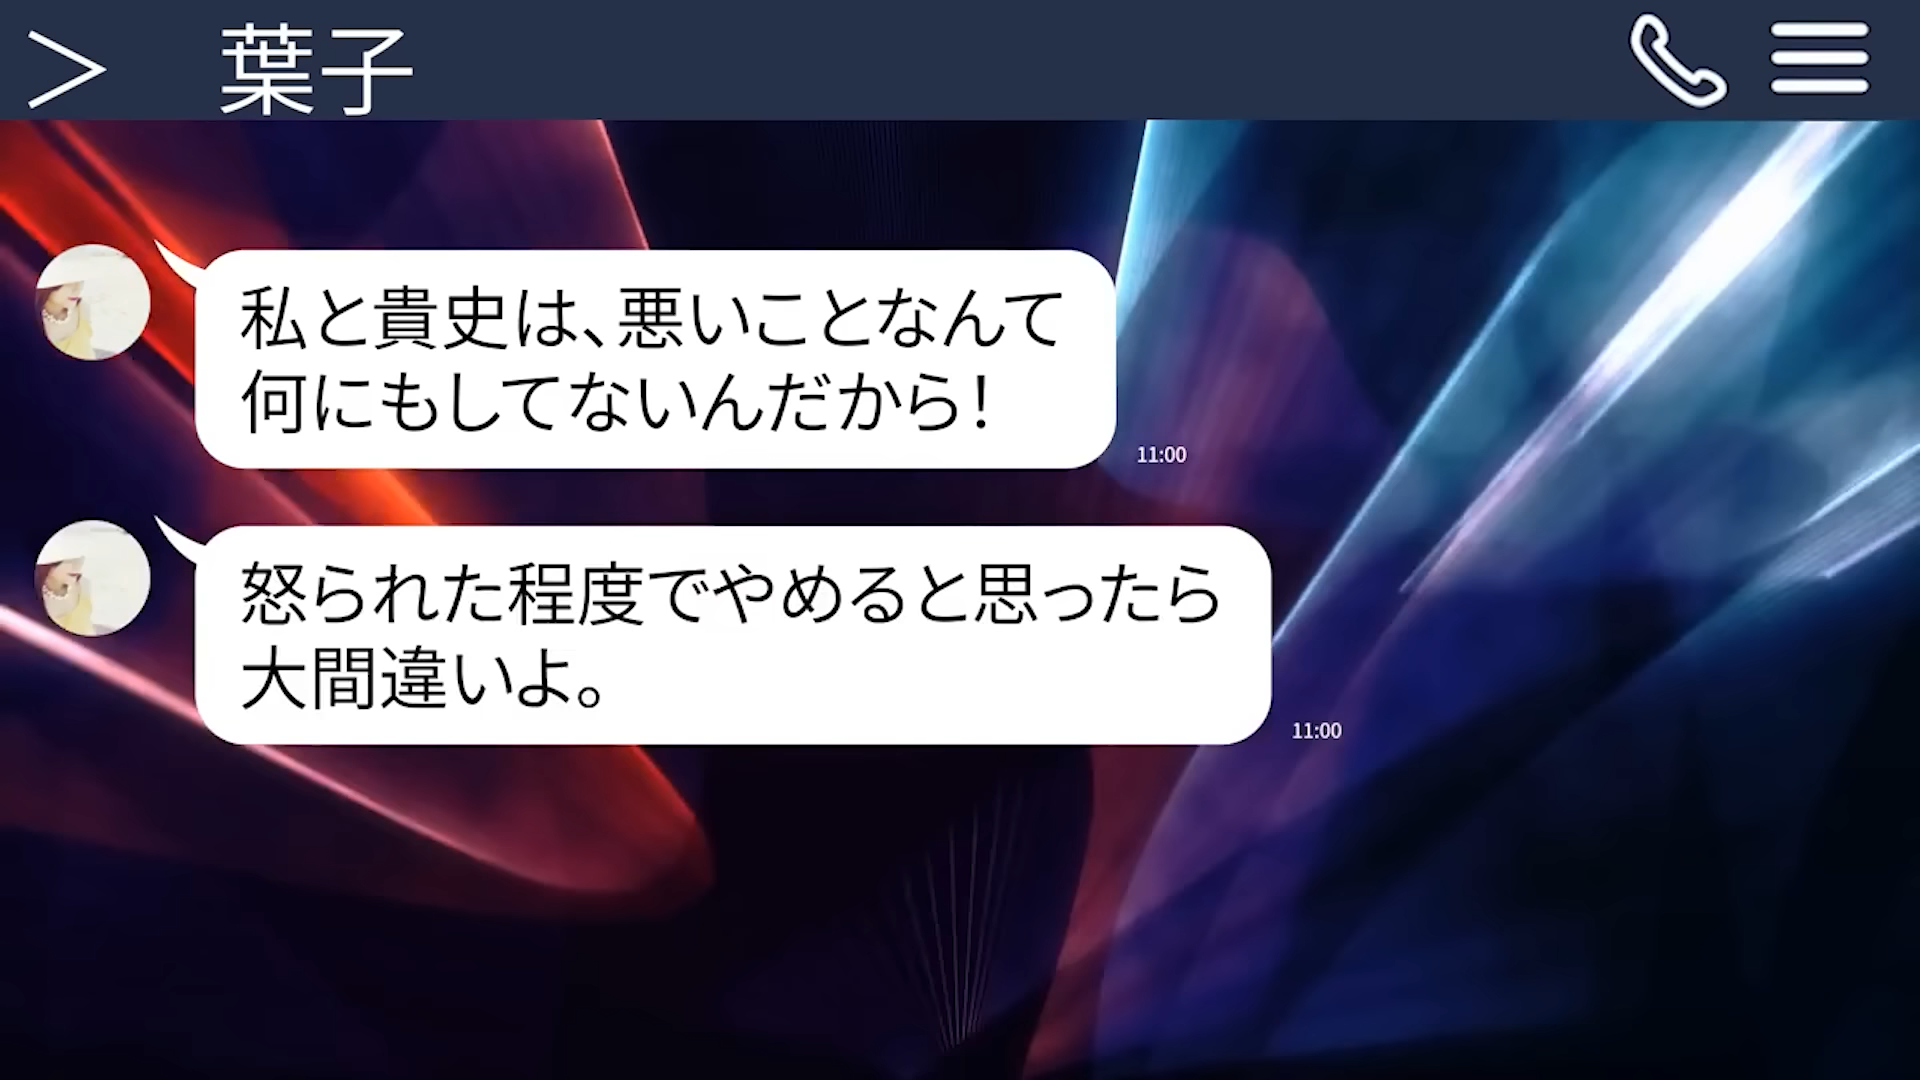 > 葉子
私と貴史は、悪いことなんて
何にもしてないんだから！
11:00
怒られた程度でやめると思ったら
大間違いよ。
11:00